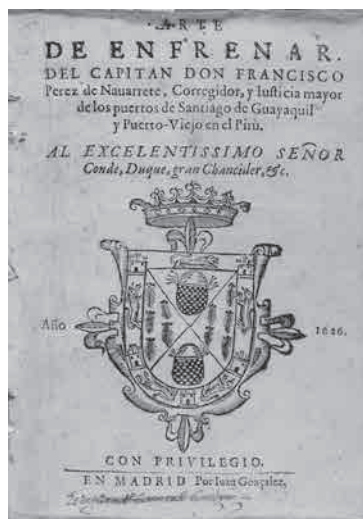 ARTE
DE ENFRENAR.
DEL CAPITAN DON FRANCISCO
Perez de Nauarrete, Corregidor, y Iusticia mayor
de los puertos de Santiago de Guayaquil
y Puerto-Viejo en el Pirù.
AL EXCELENTISSIMO SEÑOR
Conde, Duque, gran Chanciller, &c.
Año 1626.
CON PRIVILEGIO.
EN MADRID Por Iuan Gonçalez.